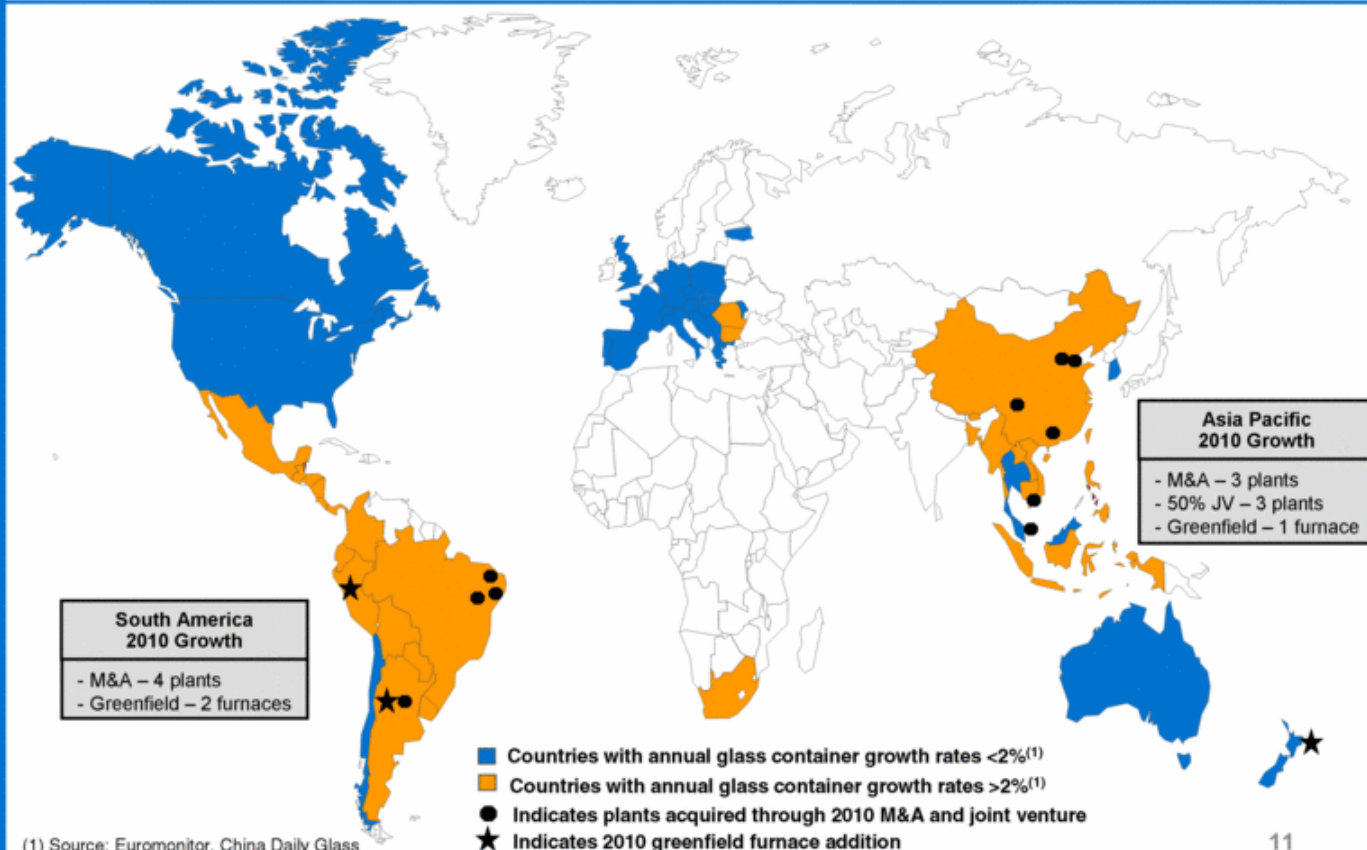 Asia Pacific
2010 Growth
- M&A – 3 plants
- 50% JV – 3 plants
- Greenfield – 1 furnace
South America
2010 Growth
- M&A – 4 plants
- Greenfield – 2 furnaces
Countries with annual glass container growth rates <2%(1)
Countries with annual glass container growth rates >2%(1)
Indicates plants acquired through 2010 M&A and joint venture
Indicates 2010 greenfield furnace addition
(1) Source: Euromonitor, China Daily Glass
11